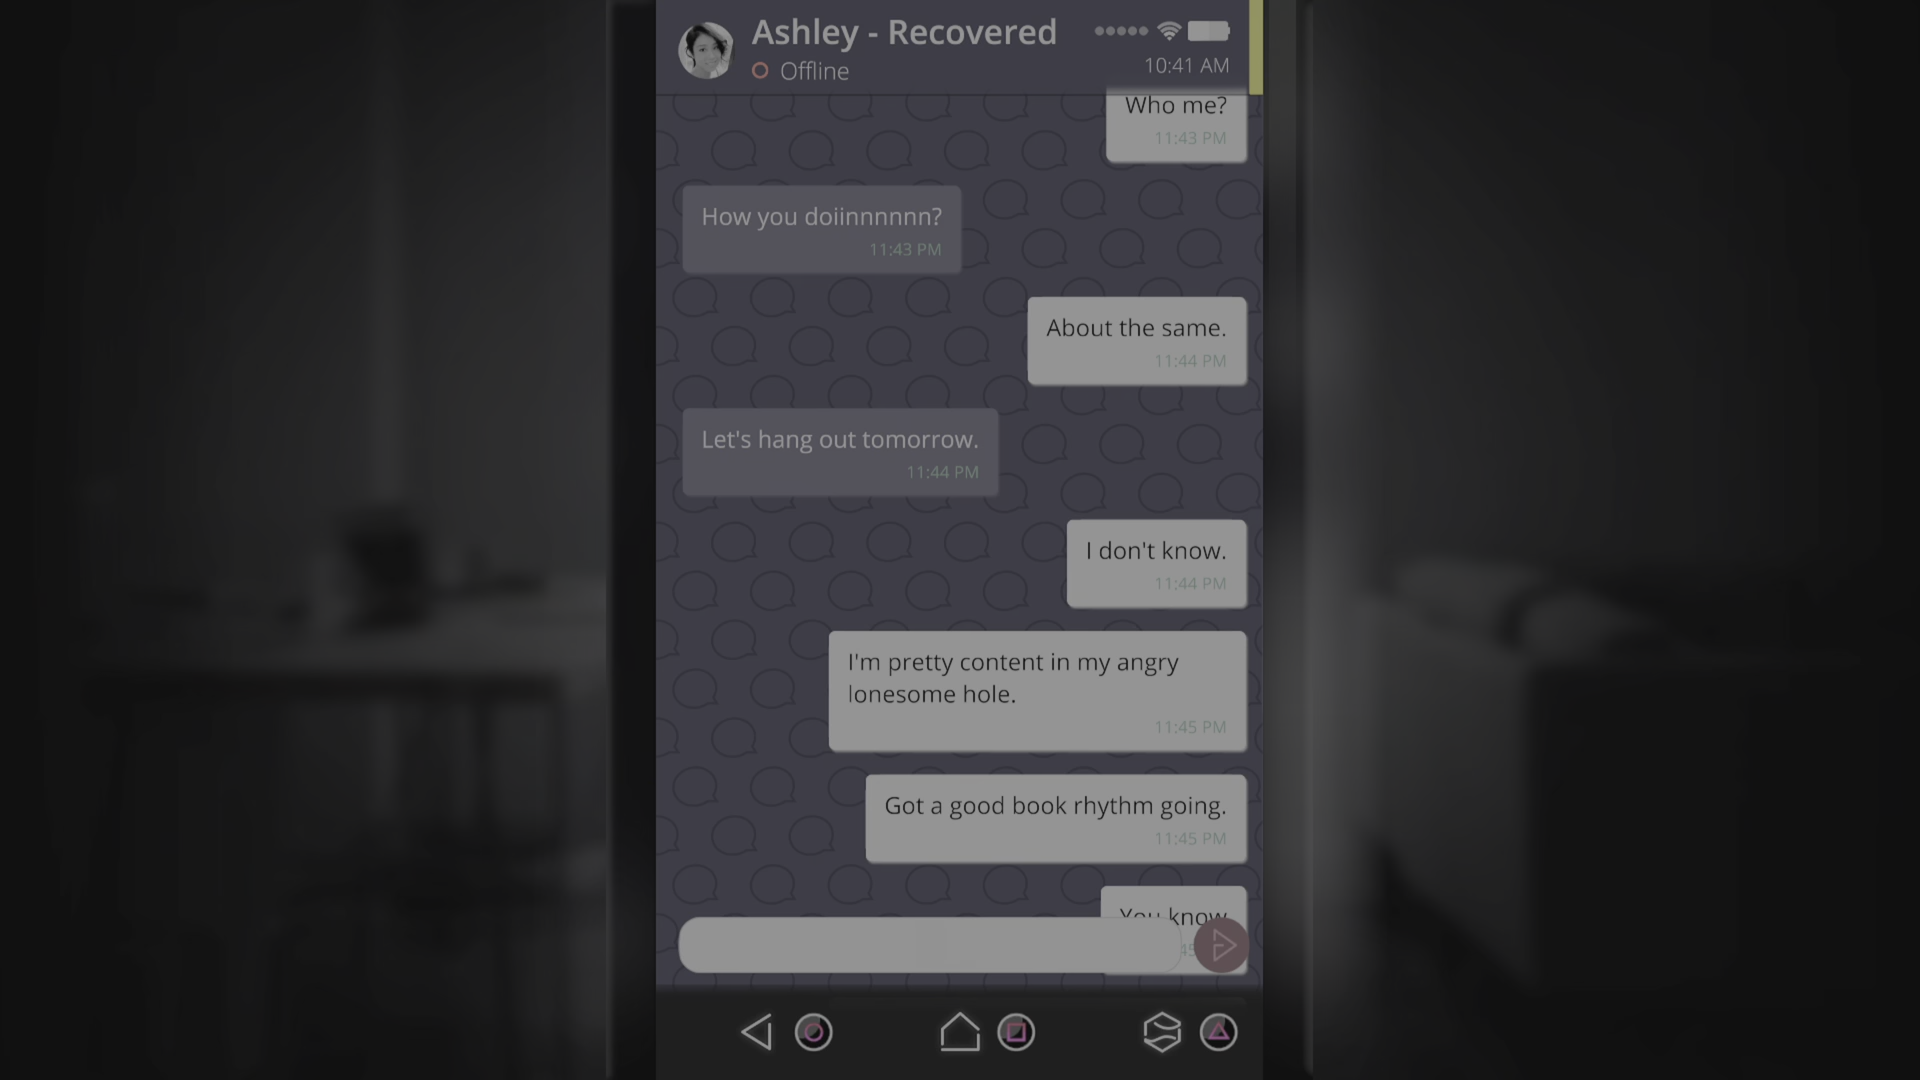 Ashley - Recovered
Offline
10:41 AM
Who me?
11:43 PM
How you doiinnnnnn?
11:43 PM
About the same.
11:44 PM
Let's hang out tomorrow.
11:44 PM
I don't know.
11:44 PM
I'm pretty content in my angry
lonesome hole.
11:45 PM
Got a good book rhythm going.
11:45 PM
You know